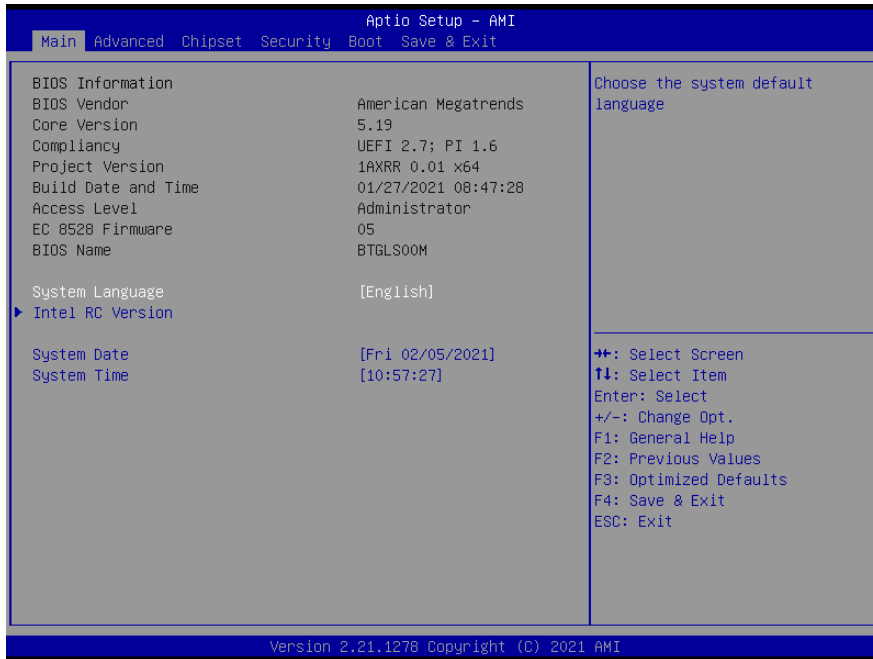 Aptio Setup - AMI
Main Advanced Chipset Security Boot Save & Exit
BIOS Information
BIOS Vendor American Megatrends
Core Version 5.19
Compliancy UEFI 2.7; PI 1.6
Project Version 1AXRR 0.01 x64
Build Date and Time 01/27/2021 08:47:28
Access Level Administrator
EC 8528 Firmware 05
BIOS Name BTGLS00M
System Language [English]
Intel RC Version
System Date [Fri 02/05/2021]
System Time [10:57:27]
Choose the system default
language
→←: Select Screen
↑↓: Select Item
Enter: Select
+/-: Change Opt.
F1: General Help
F2: Previous Values
F3: Optimized Defaults
F4: Save & Exit
ESC: Exit
Version 2.21.1278 Copyright (C) 2021 AMI